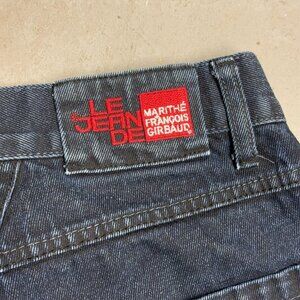 LE
JEAN
DE
MARITHÉ
FRANÇOIS
GIRBAUD